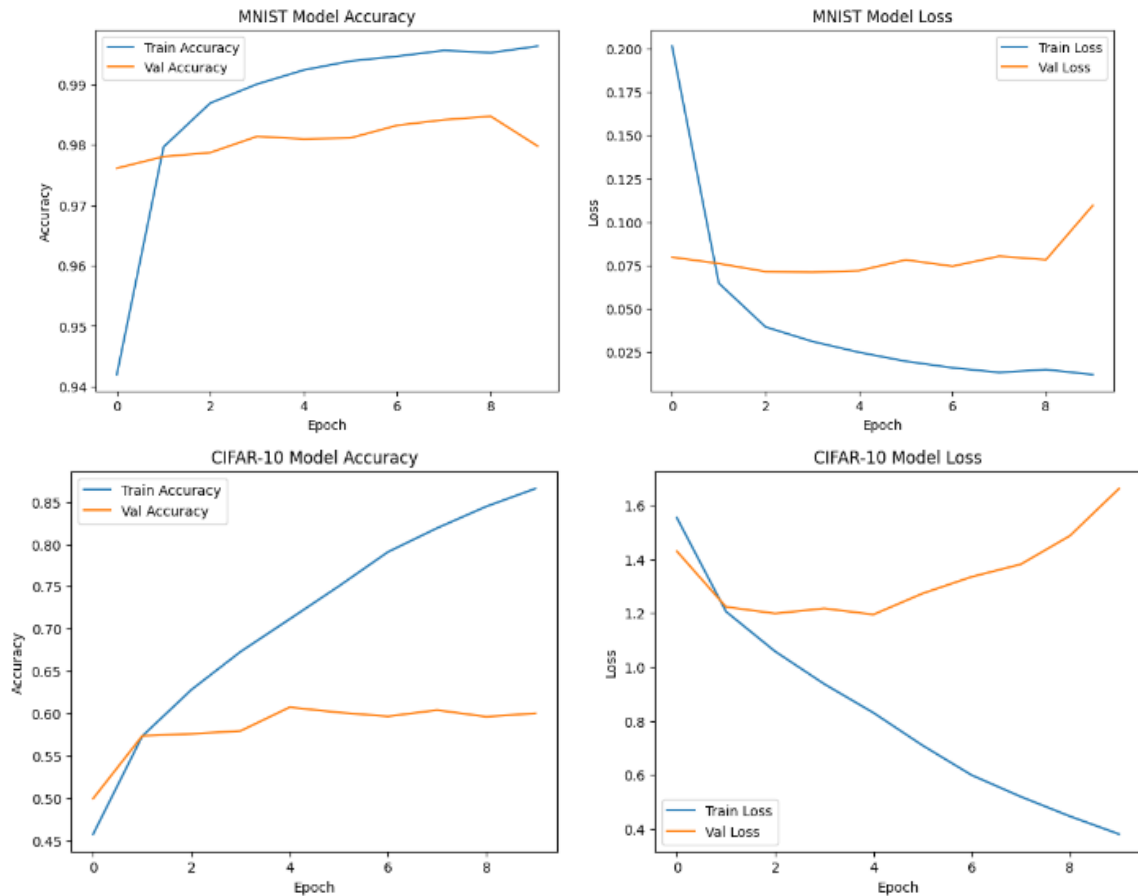 MNIST Model Accuracy
Train Accuracy
Val Accuracy
0.99
0.98
0.97
0.96
0.95
0.94
Accuracy
0 2 4 6 8
Epoch
MNIST Model Loss
Train Loss
Val Loss
0.200
0.175
0.150
0.125
0.100
0.075
0.050
0.025
Loss
0 2 4 6 8
Epoch
CIFAR-10 Model Accuracy
Train Accuracy
Val Accuracy
0.85
0.80
0.75
0.70
0.65
0.60
0.55
0.50
0.45
Accuracy
0 2 4 6 8
Epoch
CIFAR-10 Model Loss
1.6
1.4
1.2
1.0
0.8
0.6
0.4
Loss
Train Loss
Val Loss
0 2 4 6 8
Epoch